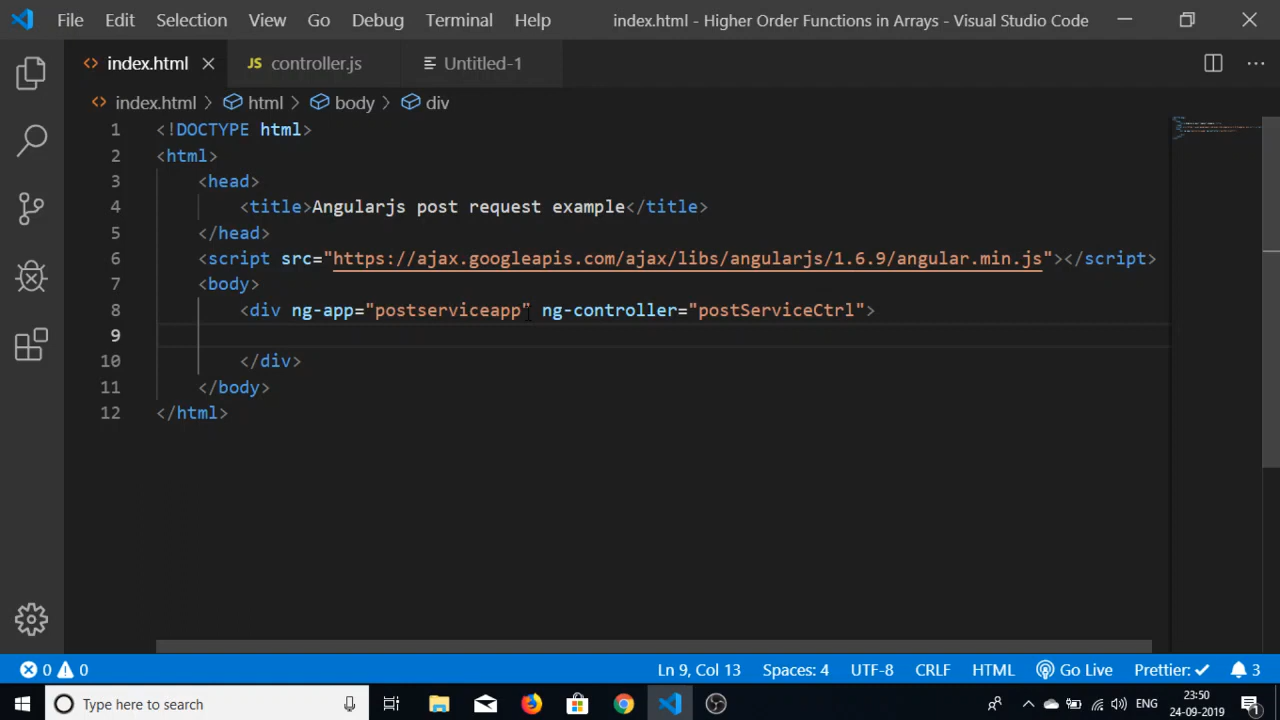 File Edit Selection View Go Debug Terminal Help index.html - Higher Order Functions in Arrays - Visual Studio Code
index.html controller.js Untitled-1
index.html > html > body > div
1 <!DOCTYPE html>
2 <html>
3 <head>
4 <title>Angularjs post request example</title>
5 </head>
6 <script src="https://ajax.googleapis.com/ajax/libs/angularjs/1.6.9/angular.min.js"></script>
7 <body>
8 <div ng-app="postserviceapp" ng-controller="postServiceCtrl">
9
10 </div>
11 </body>
12 </html>
0 0 Ln 9, Col 13 Spaces: 4 UTF-8 CRLF HTML Go Live Prettier: ✓ 3
Type here to search ENG 23:50
24-09-2019 1